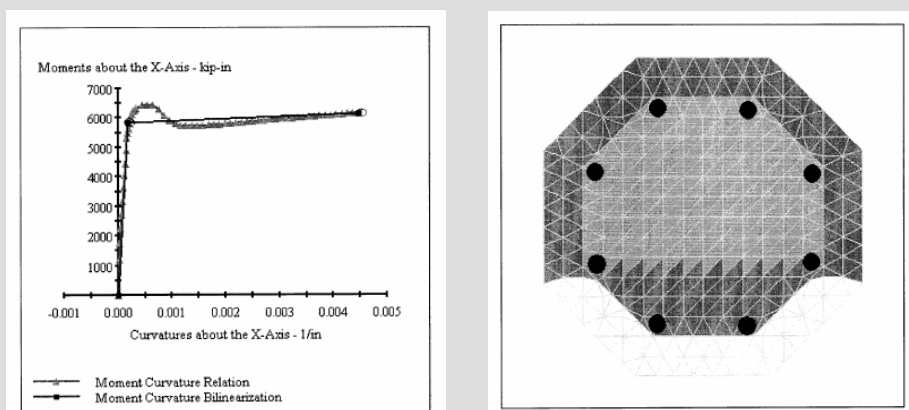 Moments about the X-Axis - kip-in
7000
6000
5000
4000
3000
2000
1000
-0.001 0.000 0.001 0.002 0.003 0.004 0.005
Curvatures about the X-Axis - 1/in
Moment Curvature Relation
Moment Curvature Bilinearization